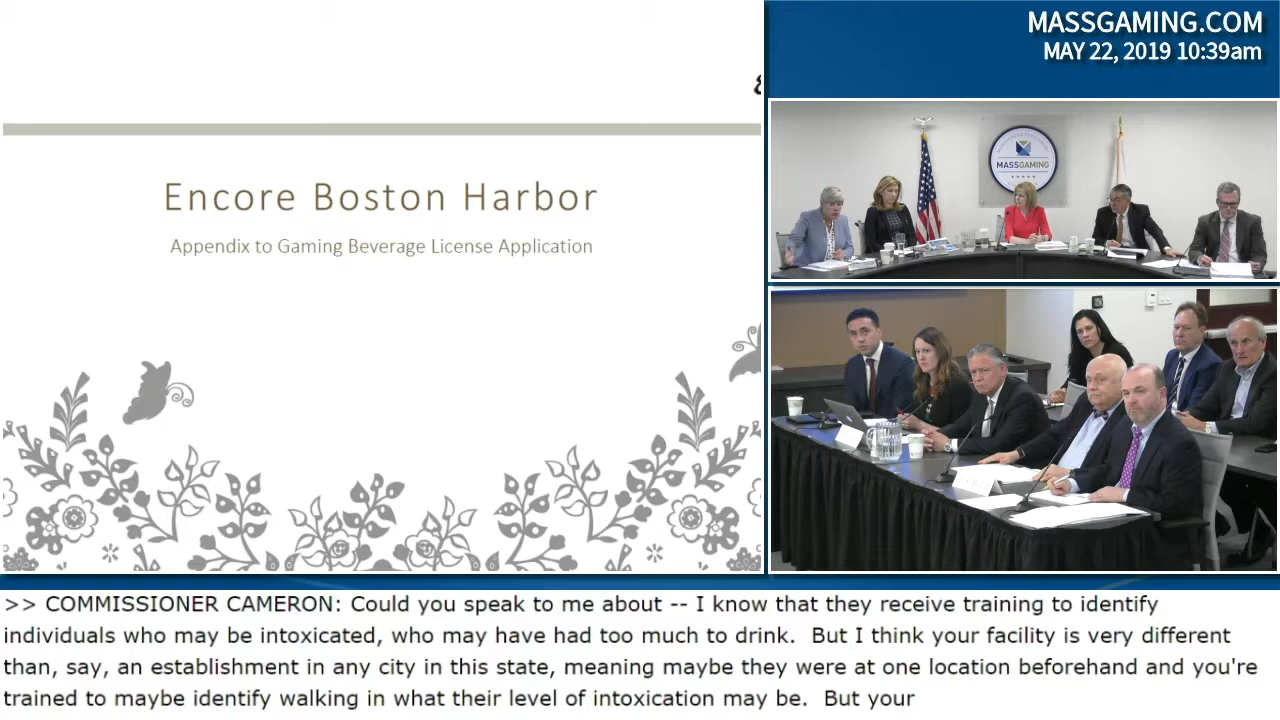 MASSGAMING.COM
MAY 22, 2019 10:39am
Encore Boston Harbor
Appendix to Gaming Beverage License Application
MASSGAMING
>> COMMISSIONER CAMERON: Could you speak to me about -- I know that they receive training to identify
individuals who may be intoxicated, who may have had too much to drink.  But I think your facility is very different
than, say, an establishment in any city in this state, meaning maybe they were at one location beforehand and you're
trained to maybe identify walking in what their level of intoxication may be.  But your